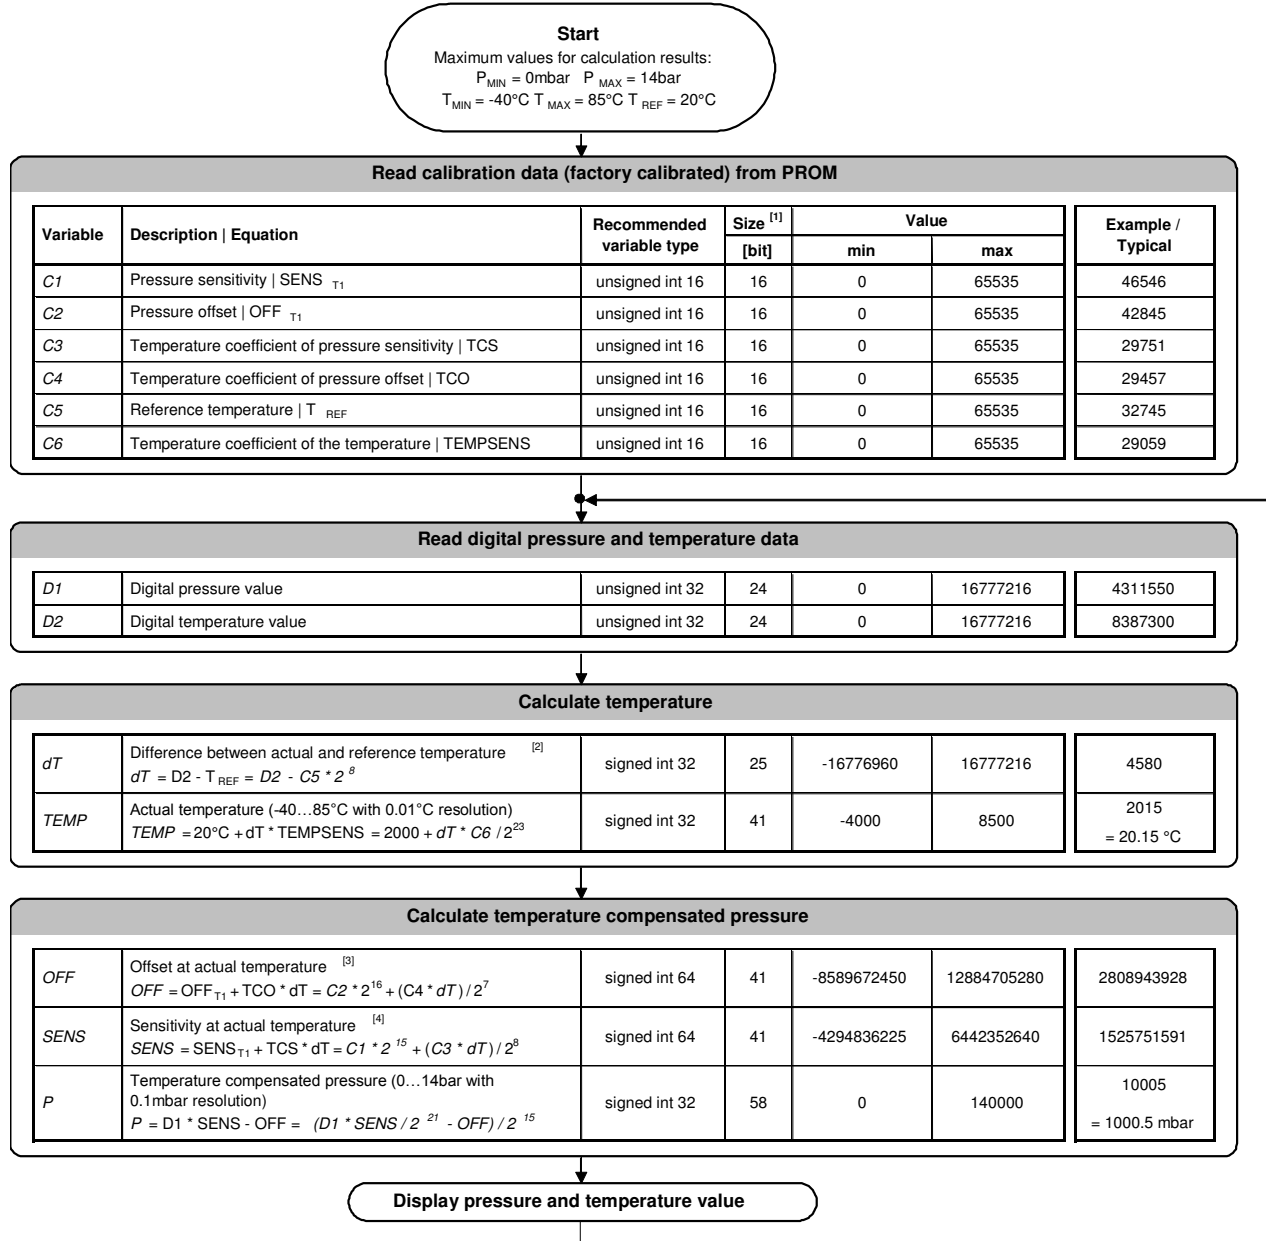 Start
Maximum values for calculation results:
P MIN = 0mbar P MAX = 14bar
T MIN = -40°C T MAX = 85°C T REF = 20°C
Read calibration data (factory calibrated) from PROM
Variable Description | Equation Recommended variable type Size [1] [bit] Value min max Example / Typical
C1 Pressure sensitivity | SENS T1 unsigned int 16 16 0 65535 46546
C2 Pressure offset | OFF T1 unsigned int 16 16 0 65535 42845
C3 Temperature coefficient of pressure sensitivity | TCS unsigned int 16 16 0 65535 29751
C4 Temperature coefficient of pressure offset | TCO unsigned int 16 16 0 65535 29457
C5 Reference temperature | T REF unsigned int 16 16 0 65535 32745
C6 Temperature coefficient of the temperature | TEMPSENS unsigned int 16 16 0 65535 29059
Read digital pressure and temperature data
D1 Digital pressure value unsigned int 32 24 0 16777216 4311550
D2 Digital temperature value unsigned int 32 24 0 16777216 8387300
Calculate temperature
Difference between actual and reference temperature [2]
dT signed int 32 25 -16776960 16777216 4580
dT = D2 - T REF = D2 - C5 * 2 8
Actual temperature (-40…85°C with 0.01°C resolution) 2015
TEMP signed int 32 41 -4000 8500
TEMP = 20°C + dT * TEMPSENS = 2000 + dT * C6 / 2 23 = 20.15 °C
Calculate temperature compensated pressure
Offset at actual temperature [3]
OFF signed int 64 41 -8589672450 12884705280 2808943928
OFF = OFF T1 + TCO * dT = C2 * 2 16 + (C4 * dT ) / 2 7
Sensitivity at actual temperature [4]
SENS signed int 64 41 -4294836225 6442352640 1525751591
SENS = SENS T1 + TCS * dT = C1 * 2 15 + (C3 * dT ) / 2 8
Temperature compensated pressure (0…14bar with 10005
0.1mbar resolution)
P signed int 32 58 0 140000
P = D1 * SENS - OFF = (D1 * SENS / 2 21 - OFF) / 2 15 = 1000.5 mbar
Display pressure and temperature value